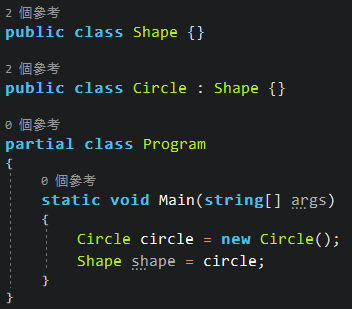 2 個參考
public class Shape {}
2 個參考
public class Circle : Shape {}
0 個參考
partial class Program
{
0 個參考
static void Main(string[] args)
{
Circle circle = new Circle();
Shape shape = circle;
}
}